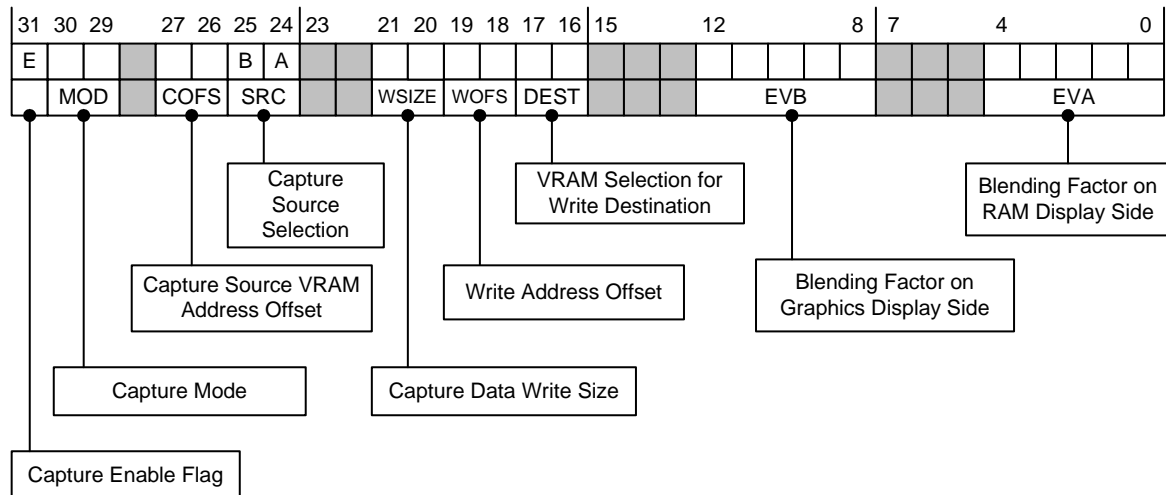 31 30 29 27 26 25 24 23 21 20 19 18 17 16 15 12 8 7 4 0
E B A
MOD COFS SRC WSIZE WOFS DEST EVB EVA
Capture
Source
Selection
VRAM Selection for
Write Destination
Blending Factor on
RAM Display Side
Capture Source VRAM
Address Offset
Write Address Offset
Blending Factor on
Graphics Display Side
Capture Mode
Capture Data Write Size
Capture Enable Flag